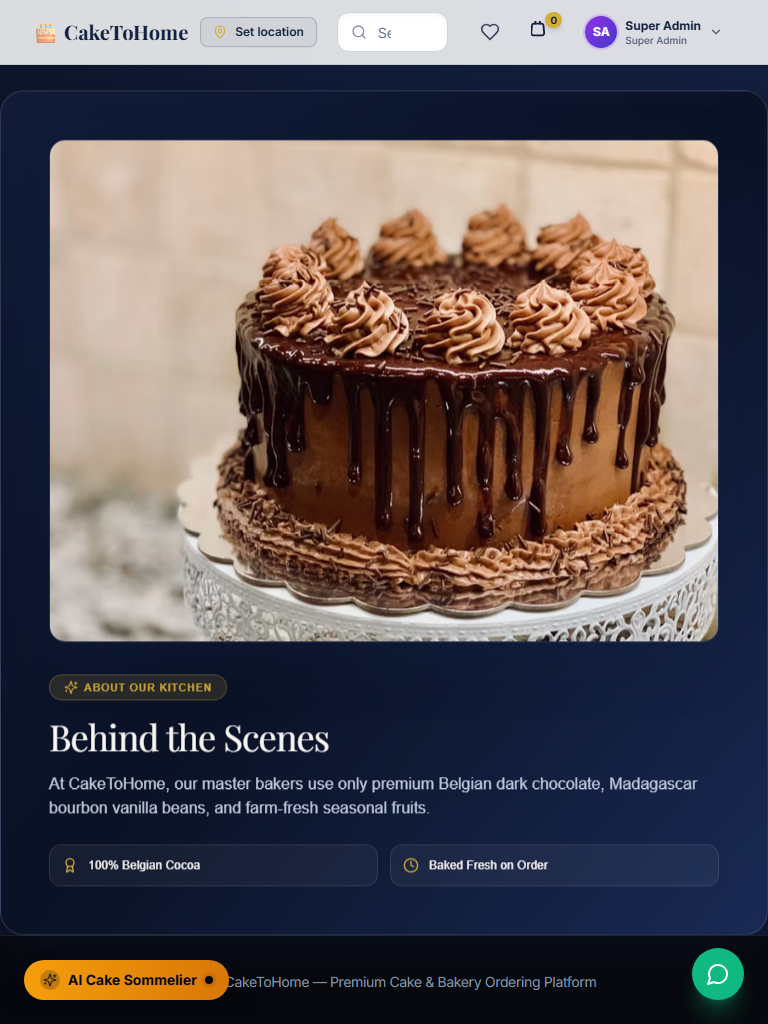 CakeToHome
Set location
Se
0
SA
Super Admin
Super Admin
ABOUT OUR KITCHEN
Behind the Scenes
At CakeToHome, our master bakers use only premium Belgian dark chocolate, Madagascar
bourbon vanilla beans, and farm-fresh seasonal fruits.
100% Belgian Cocoa
Baked Fresh on Order
AI Cake Sommelier
CakeToHome — Premium Cake & Bakery Ordering Platform